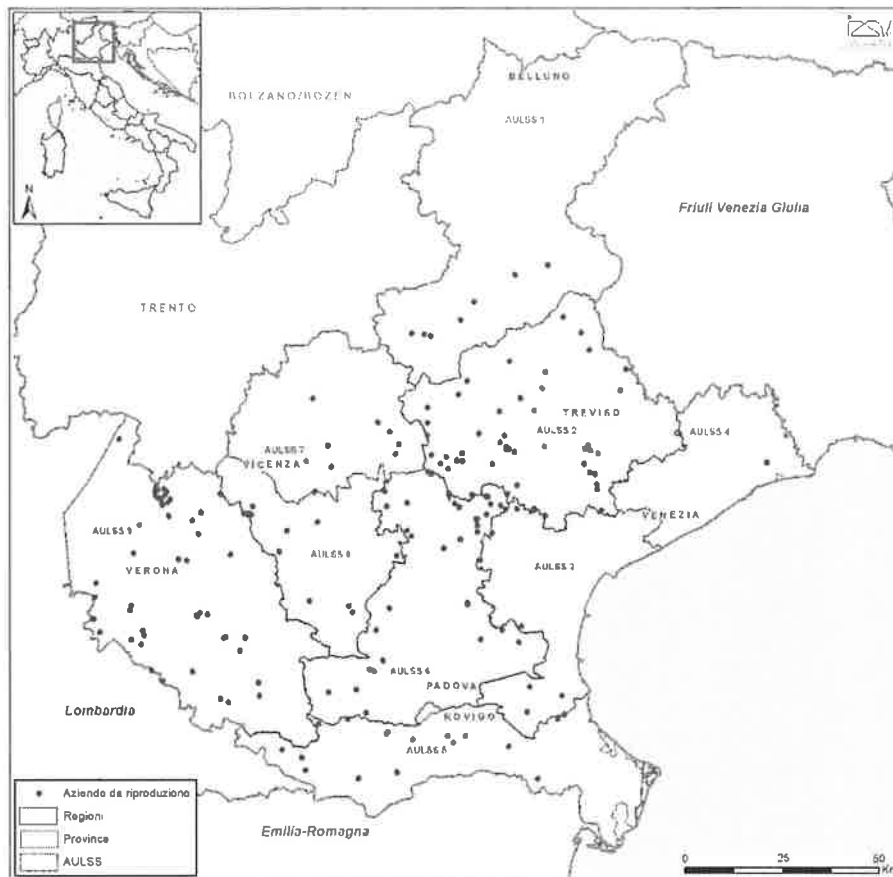 BELLUNO
BOLZANO/BOZEN
AULSS 1
Friuli Venezia Giulia
N
TRENTO
TREVISO
AULSS 2
AULSS 4
AULSS 7
VICENZA
VENEZIA
AULSS 9
AULSS 8
AULSS 3
VERONA
AULSS 6
PADOVA
Lombardia
ROVIGO
AULSS 5
Aziende da riproduzione
Regioni
Province
AULSS
Emilia-Romagna
0 25 50
Km